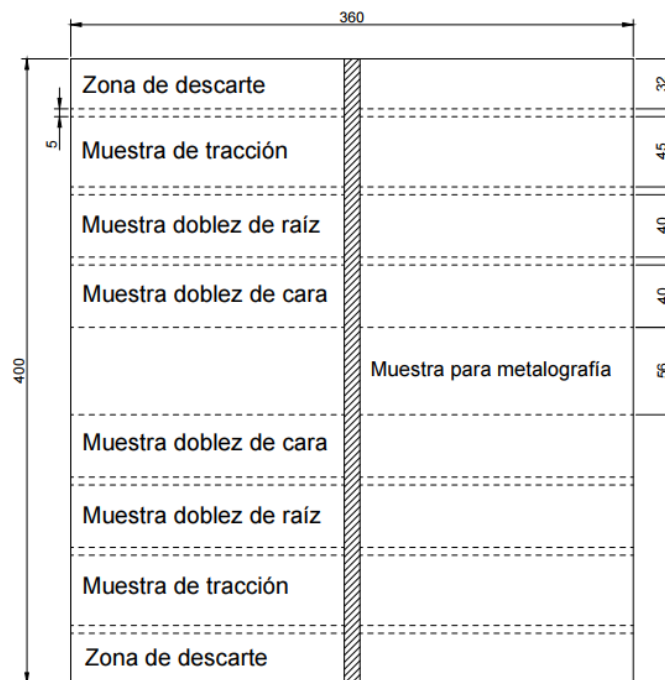 360
Zona de descarte
32
5
Muestra de tracción
45
Muestra doblez de raíz
40
Muestra doblez de cara
40
400
Muestra para metalografía
56
Muestra doblez de cara
Muestra doblez de raíz
Muestra de tracción
Zona de descarte